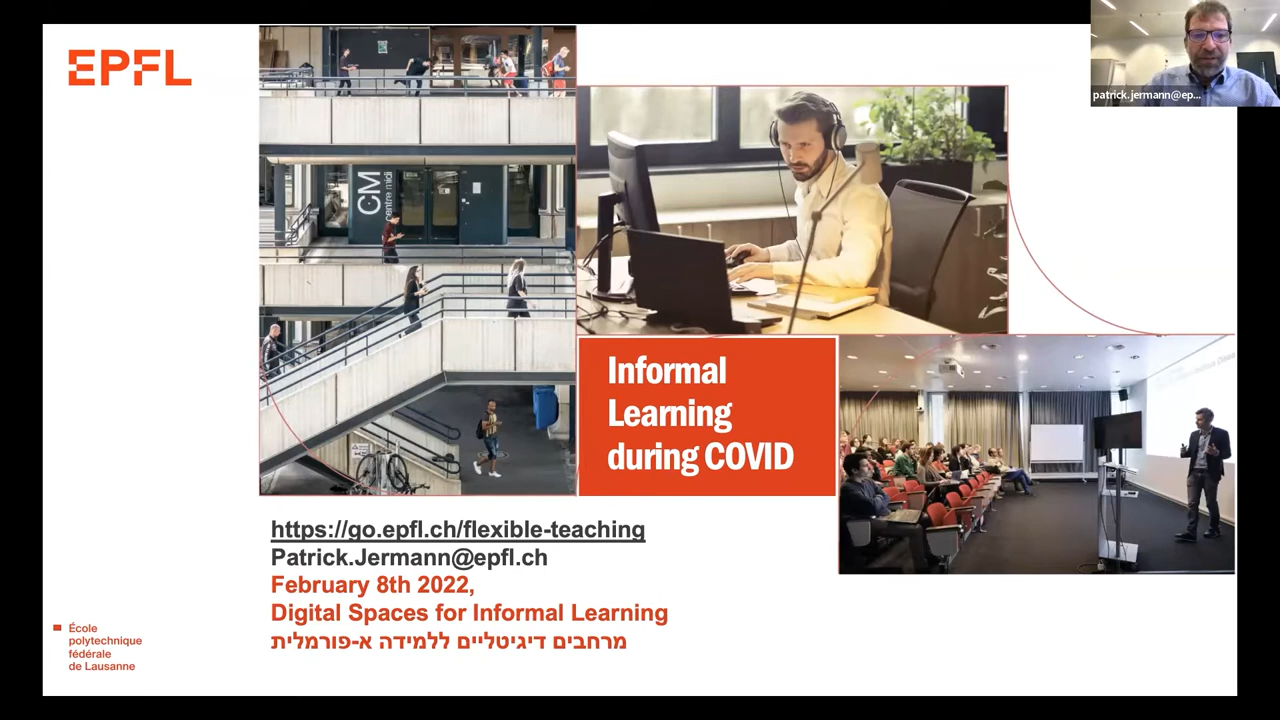 EPFL
patrick.jermann@ep...
CM
centre midi
Informal
Learning
during COVID
https://go.epfl.ch/flexible-teaching
Patrick.Jermann@epfl.ch
February 8th 2022,
Digital Spaces for Informal Learning
מרחבים דיגיטליים ללמידה א-פורמלית
École
polytechnique
fédérale
de Lausanne